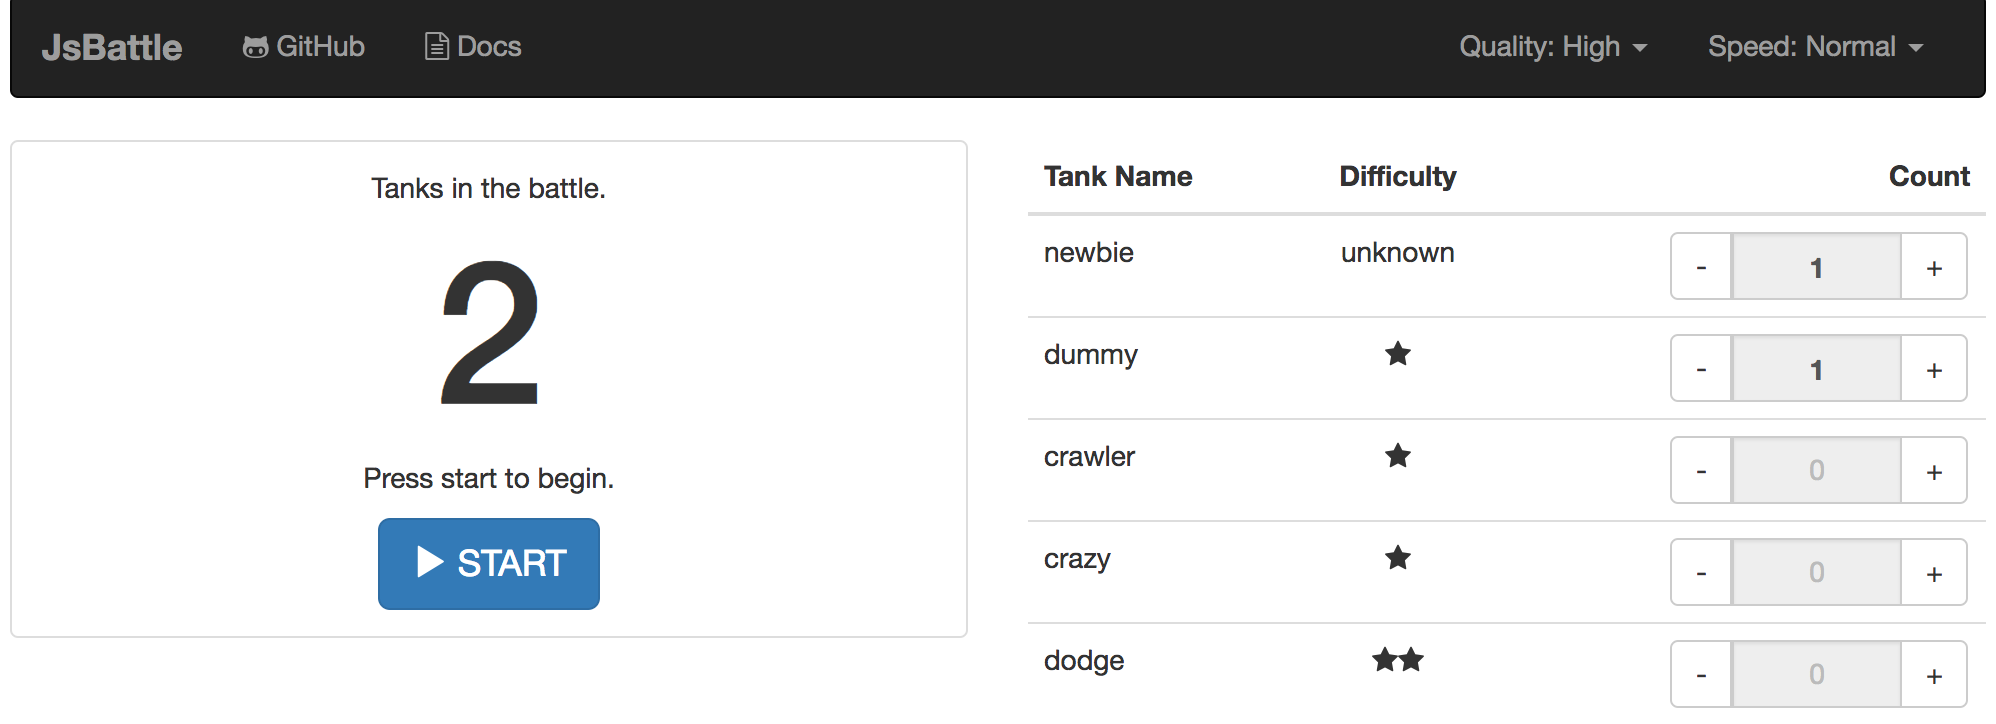 JsBattle GitHub Docs Quality: High Speed: Normal
Tanks in the battle.
2
Press start to begin.
START
Tank Name Difficulty Count
newbie unknown - 1 +
dummy - 1 +
crawler - 0 +
crazy - 0 +
dodge - 0 +